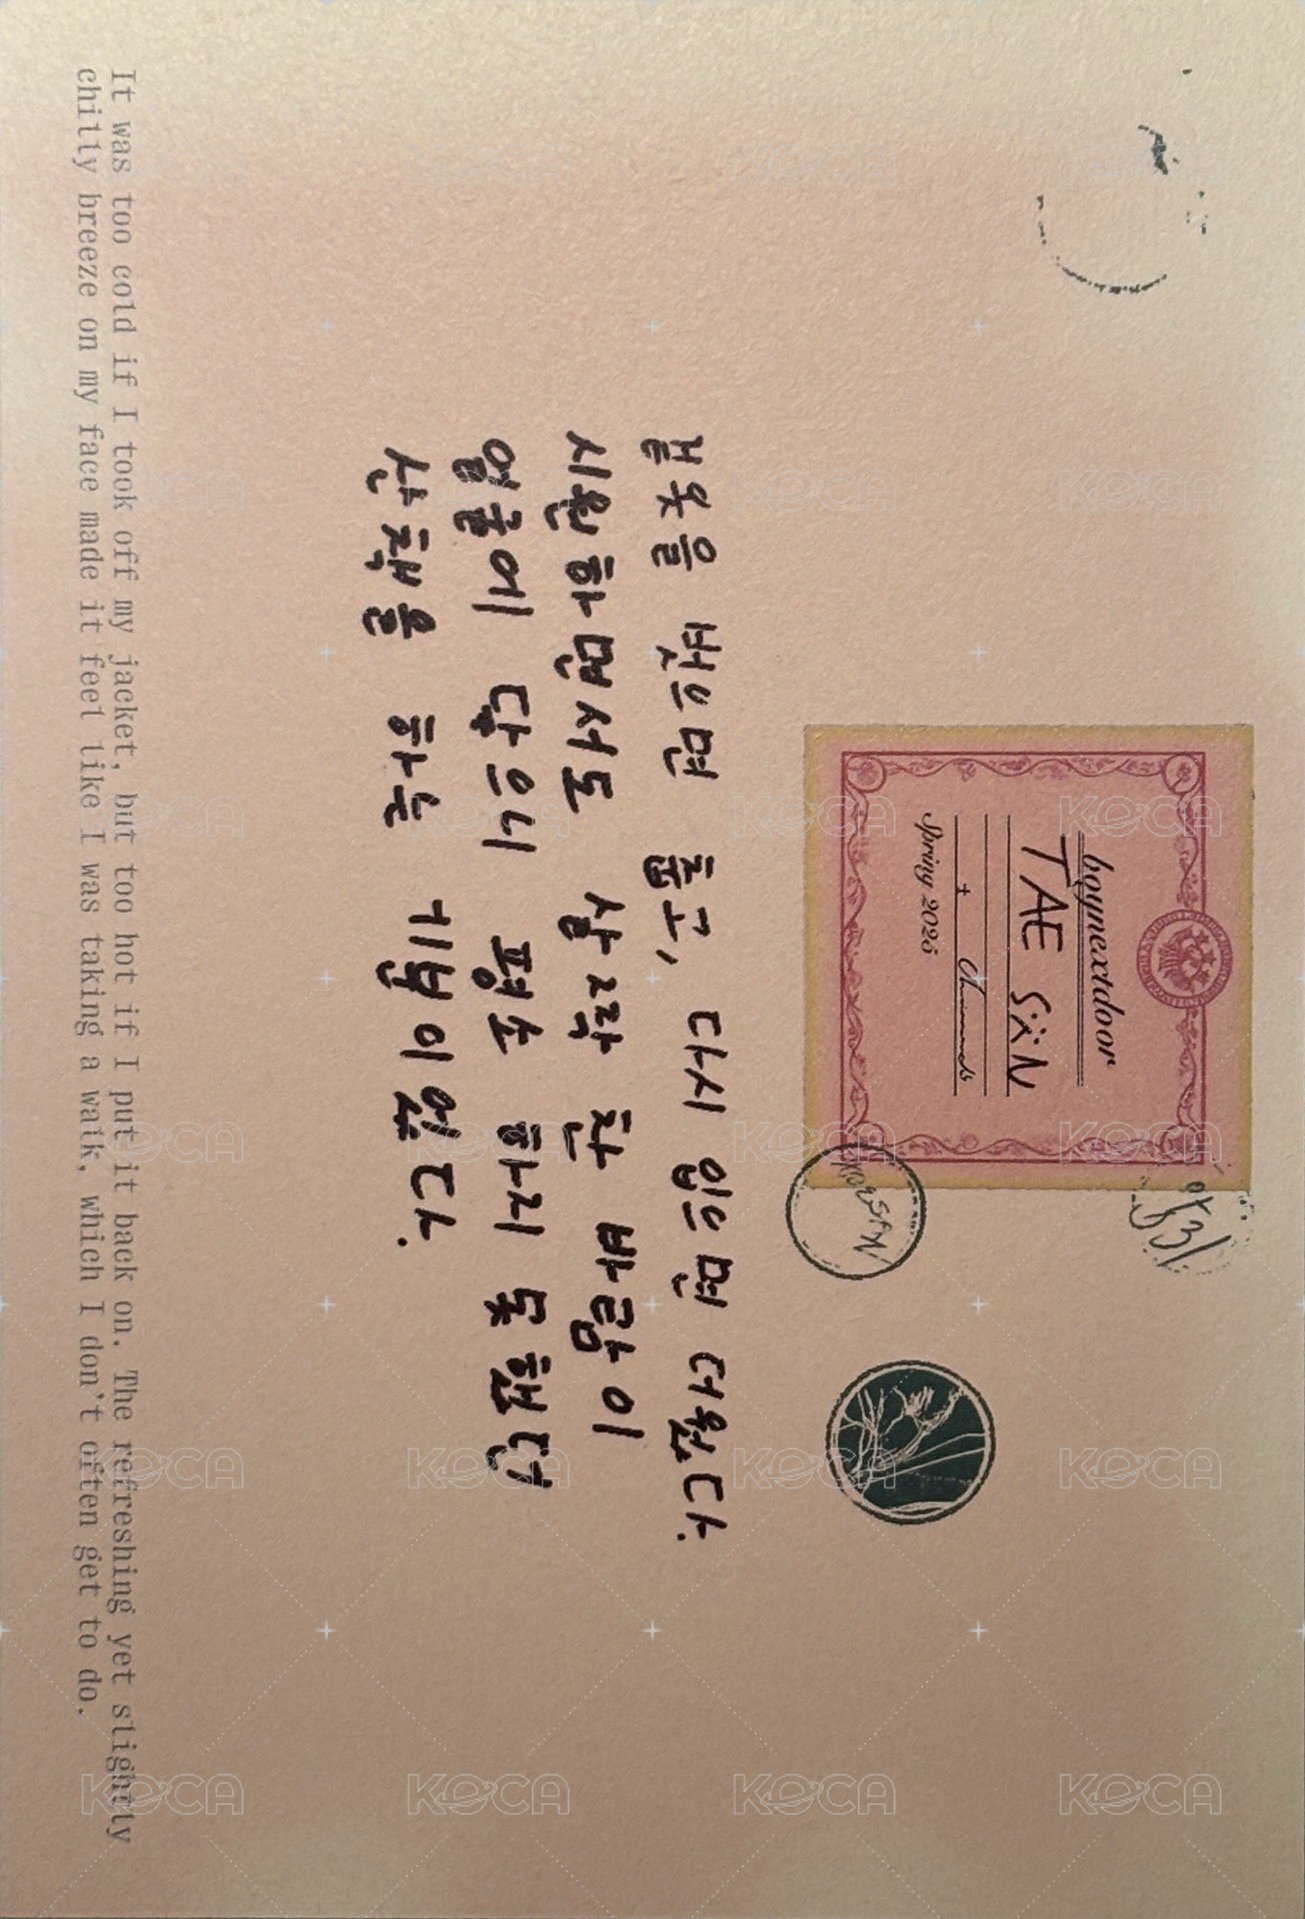 boynextdoor
TAE SAN
Spring 2025
겉옷을 벗으면 춥고, 다시 입으면 더웠다.
시원하면서도 살짝 찬 바람이
얼굴에 닿으니 평소 하지 못했던
산책을 하는 기분이었다.
It was too cold if I took off my jacket, but too hot if I put it back on. The refreshing yet slightly
chilly breeze on my face made it feel like I was taking a walk, which I don't often get to do.
KOCA